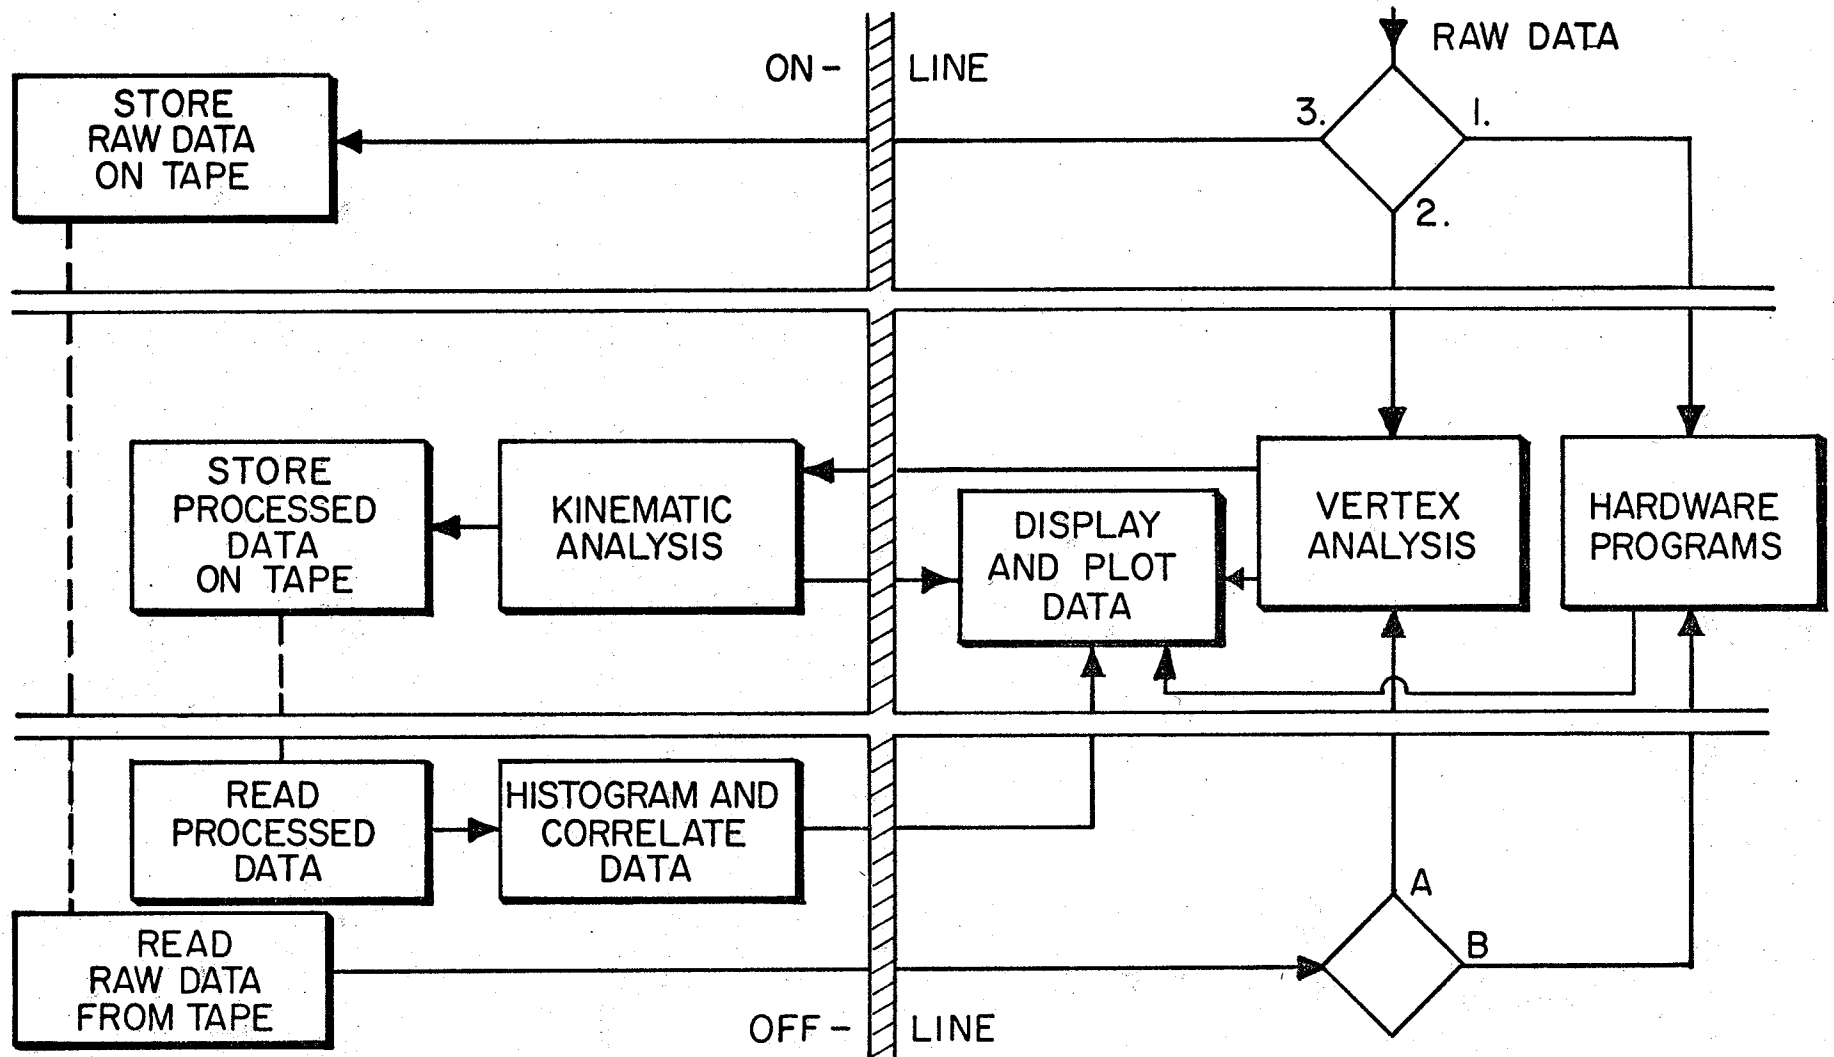 RAW DATA
ON- LINE
STORE
RAW DATA
ON TAPE
3.
1.
2.
STORE
PROCESSED
DATA
ON TAPE
KINEMATIC
ANALYSIS
DISPLAY
AND PLOT
DATA
VERTEX
ANALYSIS
HARDWARE
PROGRAMS
READ
PROCESSED
DATA
HISTOGRAM AND
CORRELATE
DATA
A
B
READ
RAW DATA
FROM TAPE
OFF- LINE